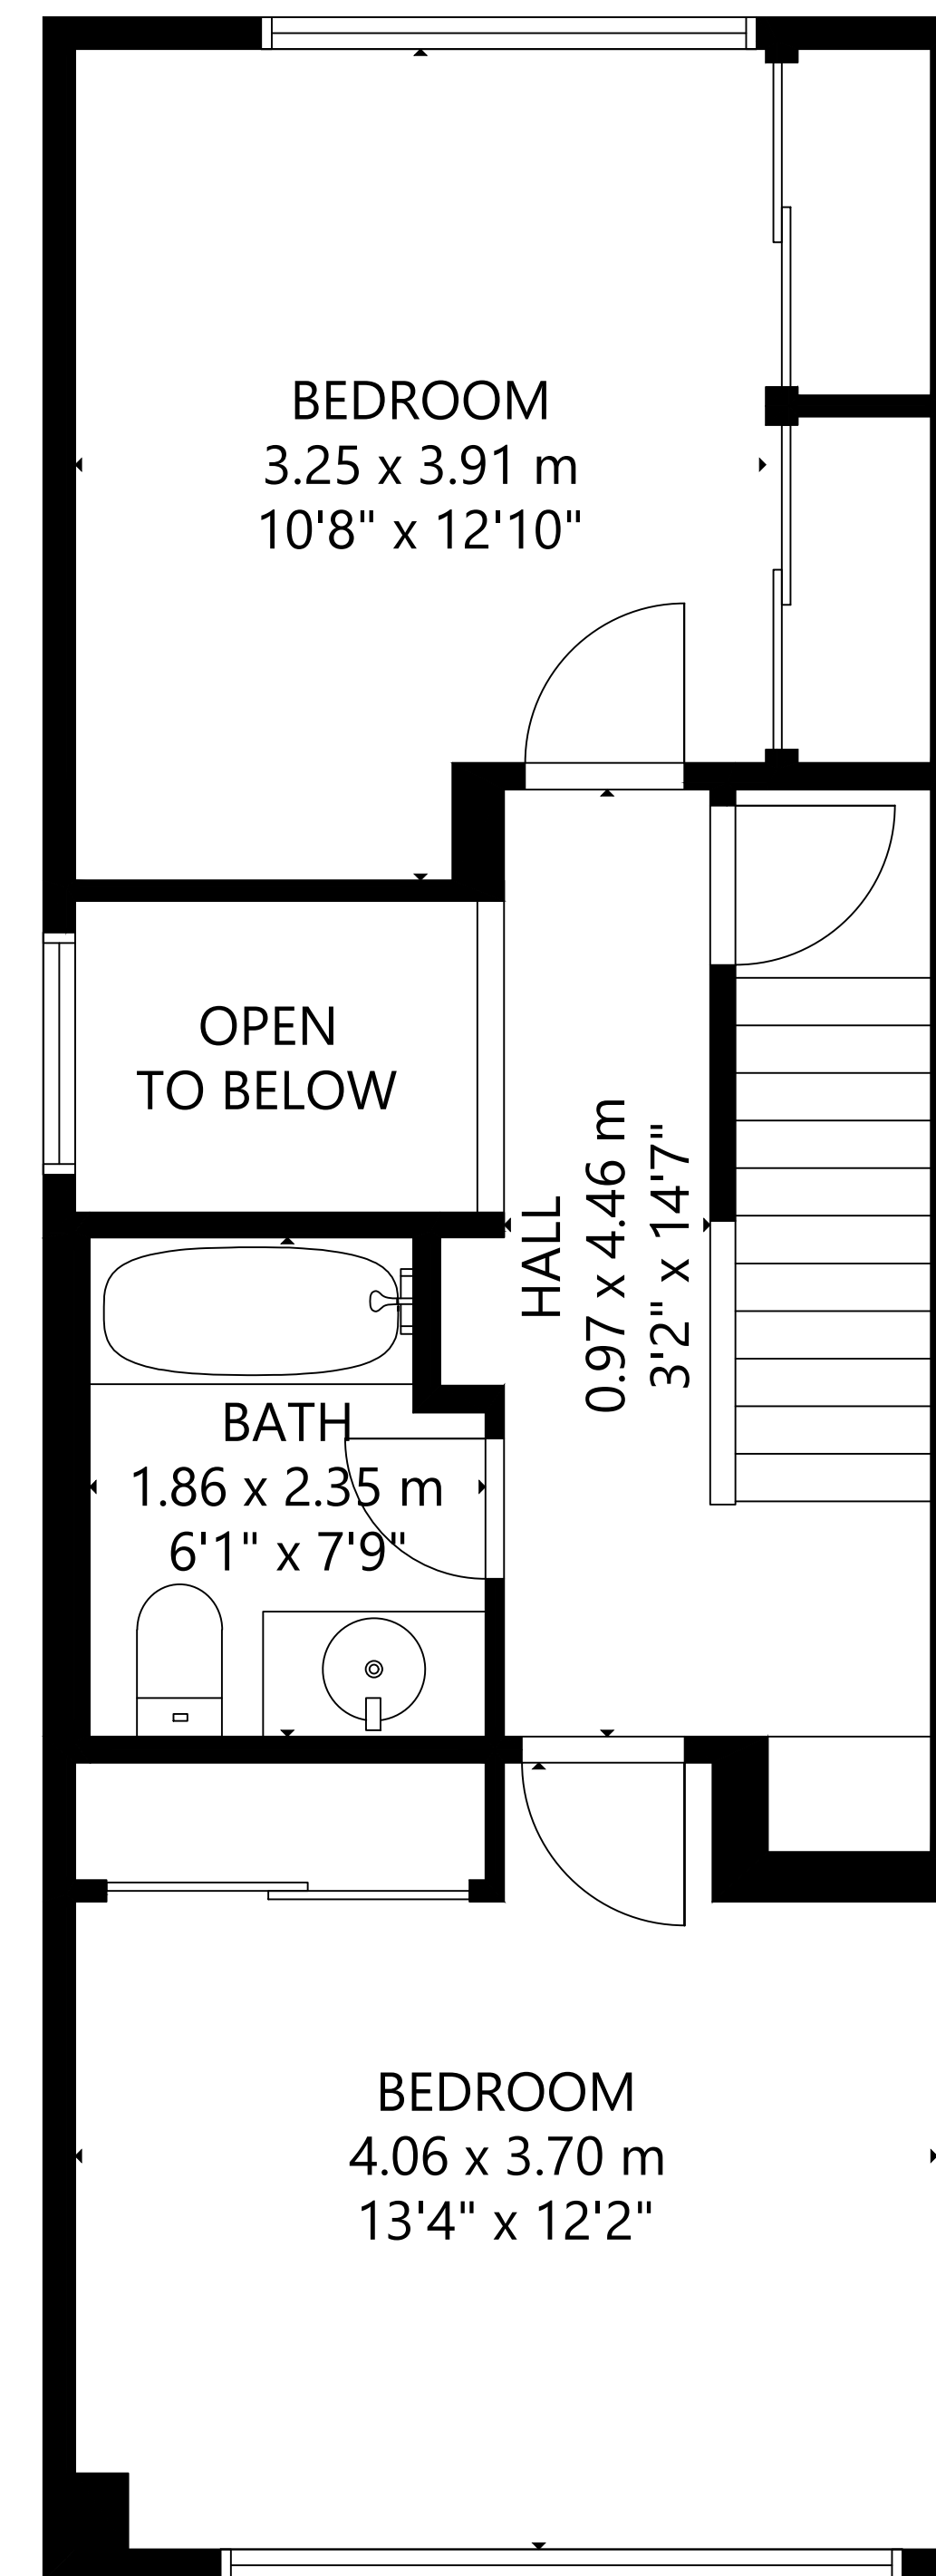 BEDROOM
3.25 x 3.91 m
10'8" x 12'10"
OPEN
TO BELOW
HALL
0.97 x 4.46 m
3'2" x 14'7"
BATH
1.86 x 2.35 m
6'1" x 7'9"
BEDROOM
4.06 x 3.70 m
13'4" x 12'2"